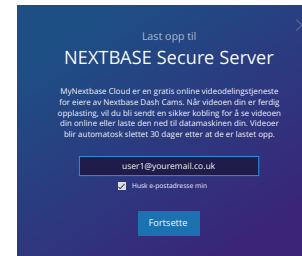 Last opp til
NEXTBASE Secure Server
MyNextbase Cloud er en gratis online videodelingstjeneste
for eiere av Nextbase Dash Cams. Når videoen din er ferdig
opplasting, vil du bli sendt en sikker kobling for å se videoen
din online eller laste den ned til datamaskinen din. Videoer
blir automatosk slettet 30 dager etter at de er lastet opp.
user1@youremail.co.uk
Husk e-postadresse min
Fortsette